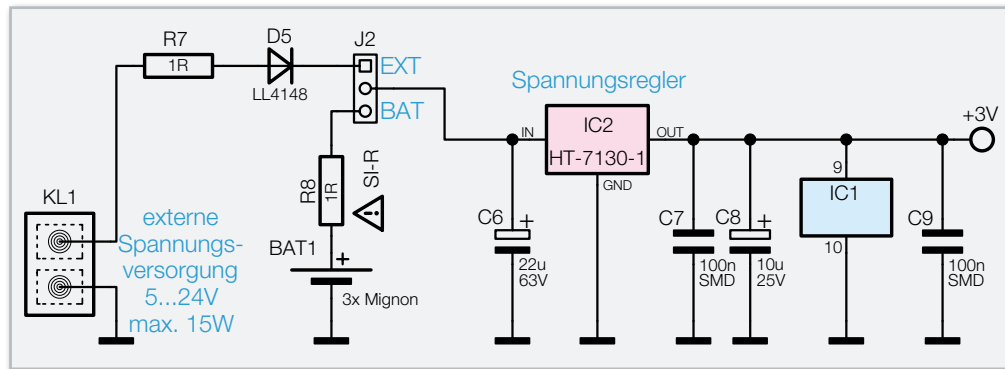 R7
1R
D5
LL4148
J2
EXT
BAT
Spannungsregler
IN
IC2
HT-7130-1
OUT
GND
+3V
9
IC1
10
KL1
externe
Spannungs-
versorgung
5...24V
max. 15W
R8
1R
SI-R
BAT1
+
3x Mignon
C6
+
22u
63V
C7
100n
SMD
C8
+
10u
25V
C9
100n
SMD